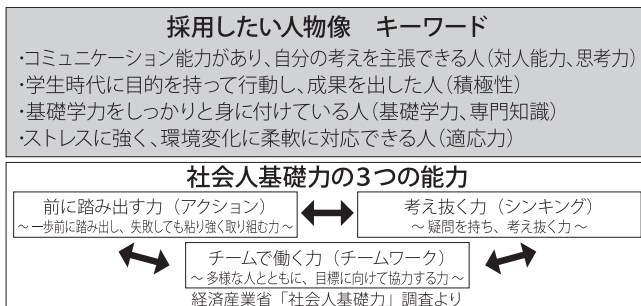 採用したい人物像　キーワード
・コミュニケーション能力があり、自分の考えを主張できる人（対人能力、思考力）
・学生時代に目的を持って行動し、成果を出した人（積極性）
・基礎学力をしっかりと身に付けている人（基礎学力、専門知識）
・ストレスに強く、環境変化に柔軟に対応できる人（適応力）
社会人基礎力の3つの能力
前に踏み出す力（アクション）
～一歩前に踏み出し、失敗しても粘り強く取り組む力～
考え抜く力（シンキング）
～疑問を持ち、考え抜く力～
チームで働く力（チームワーク）
～多様な人とともに、目標に向けて協力する力～
経済産業省「社会人基礎力」調査より